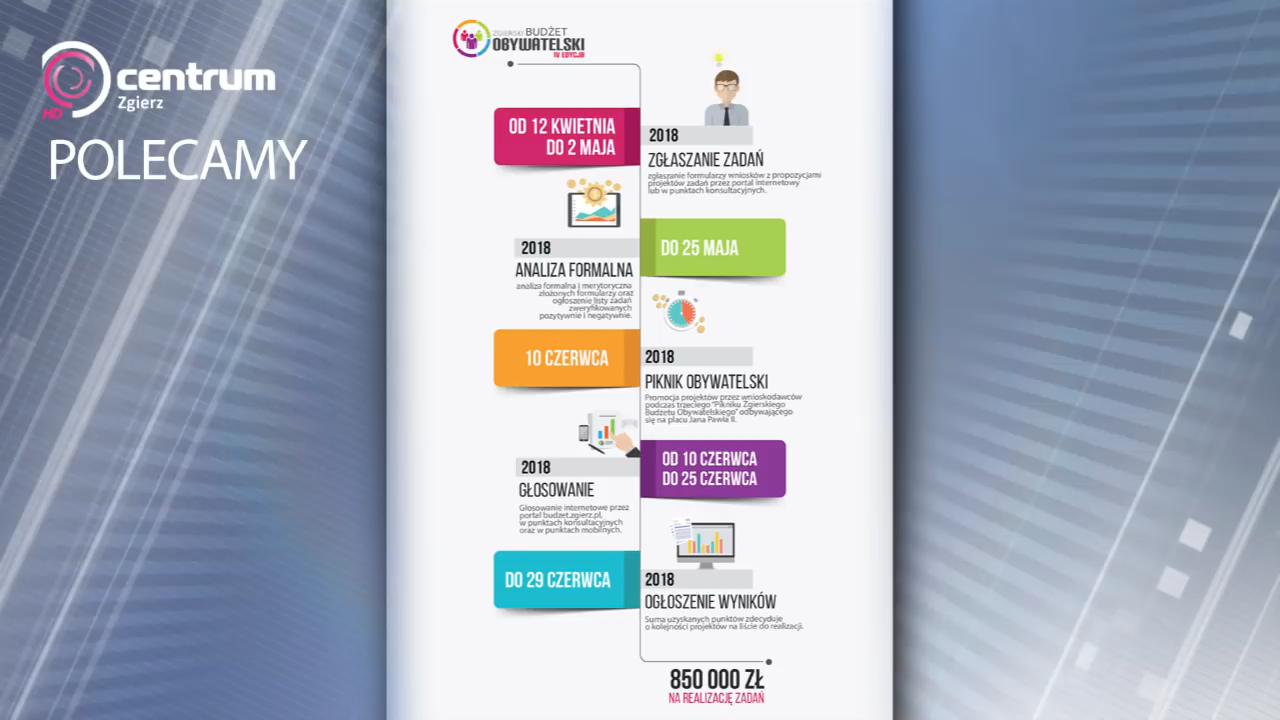 centrum
Zgierz
HD
POLECAMY
ZGIERSKI BUDŻET
OBYWATELSKI
IV EDYCJA
OD 12 KWIETNIA
DO 2 MAJA
2018
ZGŁASZANIE ZADAŃ
zgłaszanie formularzy wniosków z propozycjami
projektów zadań przez portal internetowy
lub w punktach konsultacyjnych.
DO 25 MAJA
2018
ANALIZA FORMALNA
analiza formalna i merytoryczna
złożonych formularzy oraz
ogłoszenie listy zadań
zweryfikowanych
pozytywnie i negatywnie.
10 CZERWCA
2018
PIKNIK OBYWATELSKI
Promocja projektów przez wnioskodawców
podczas trzeciego "Pikniku Zgierskiego
Budżetu Obywatelskiego" odbywającego
się na placu Jana Pawła II.
OD 10 CZERWCA
DO 25 CZERWCA
2018
GŁOSOWANIE
Głosowanie internetowe przez
portal budzet.zgierz.pl,
w punktach konsultacyjnych
oraz w punktach mobilnych.
DO 29 CZERWCA
2018
OGŁOSZENIE WYNIKÓW
Suma uzyskanych punktów zdecyduje
o kolejności projektów na liście do realizacji.
850 000 ZŁ
NA REALIZACJĘ ZADAŃ